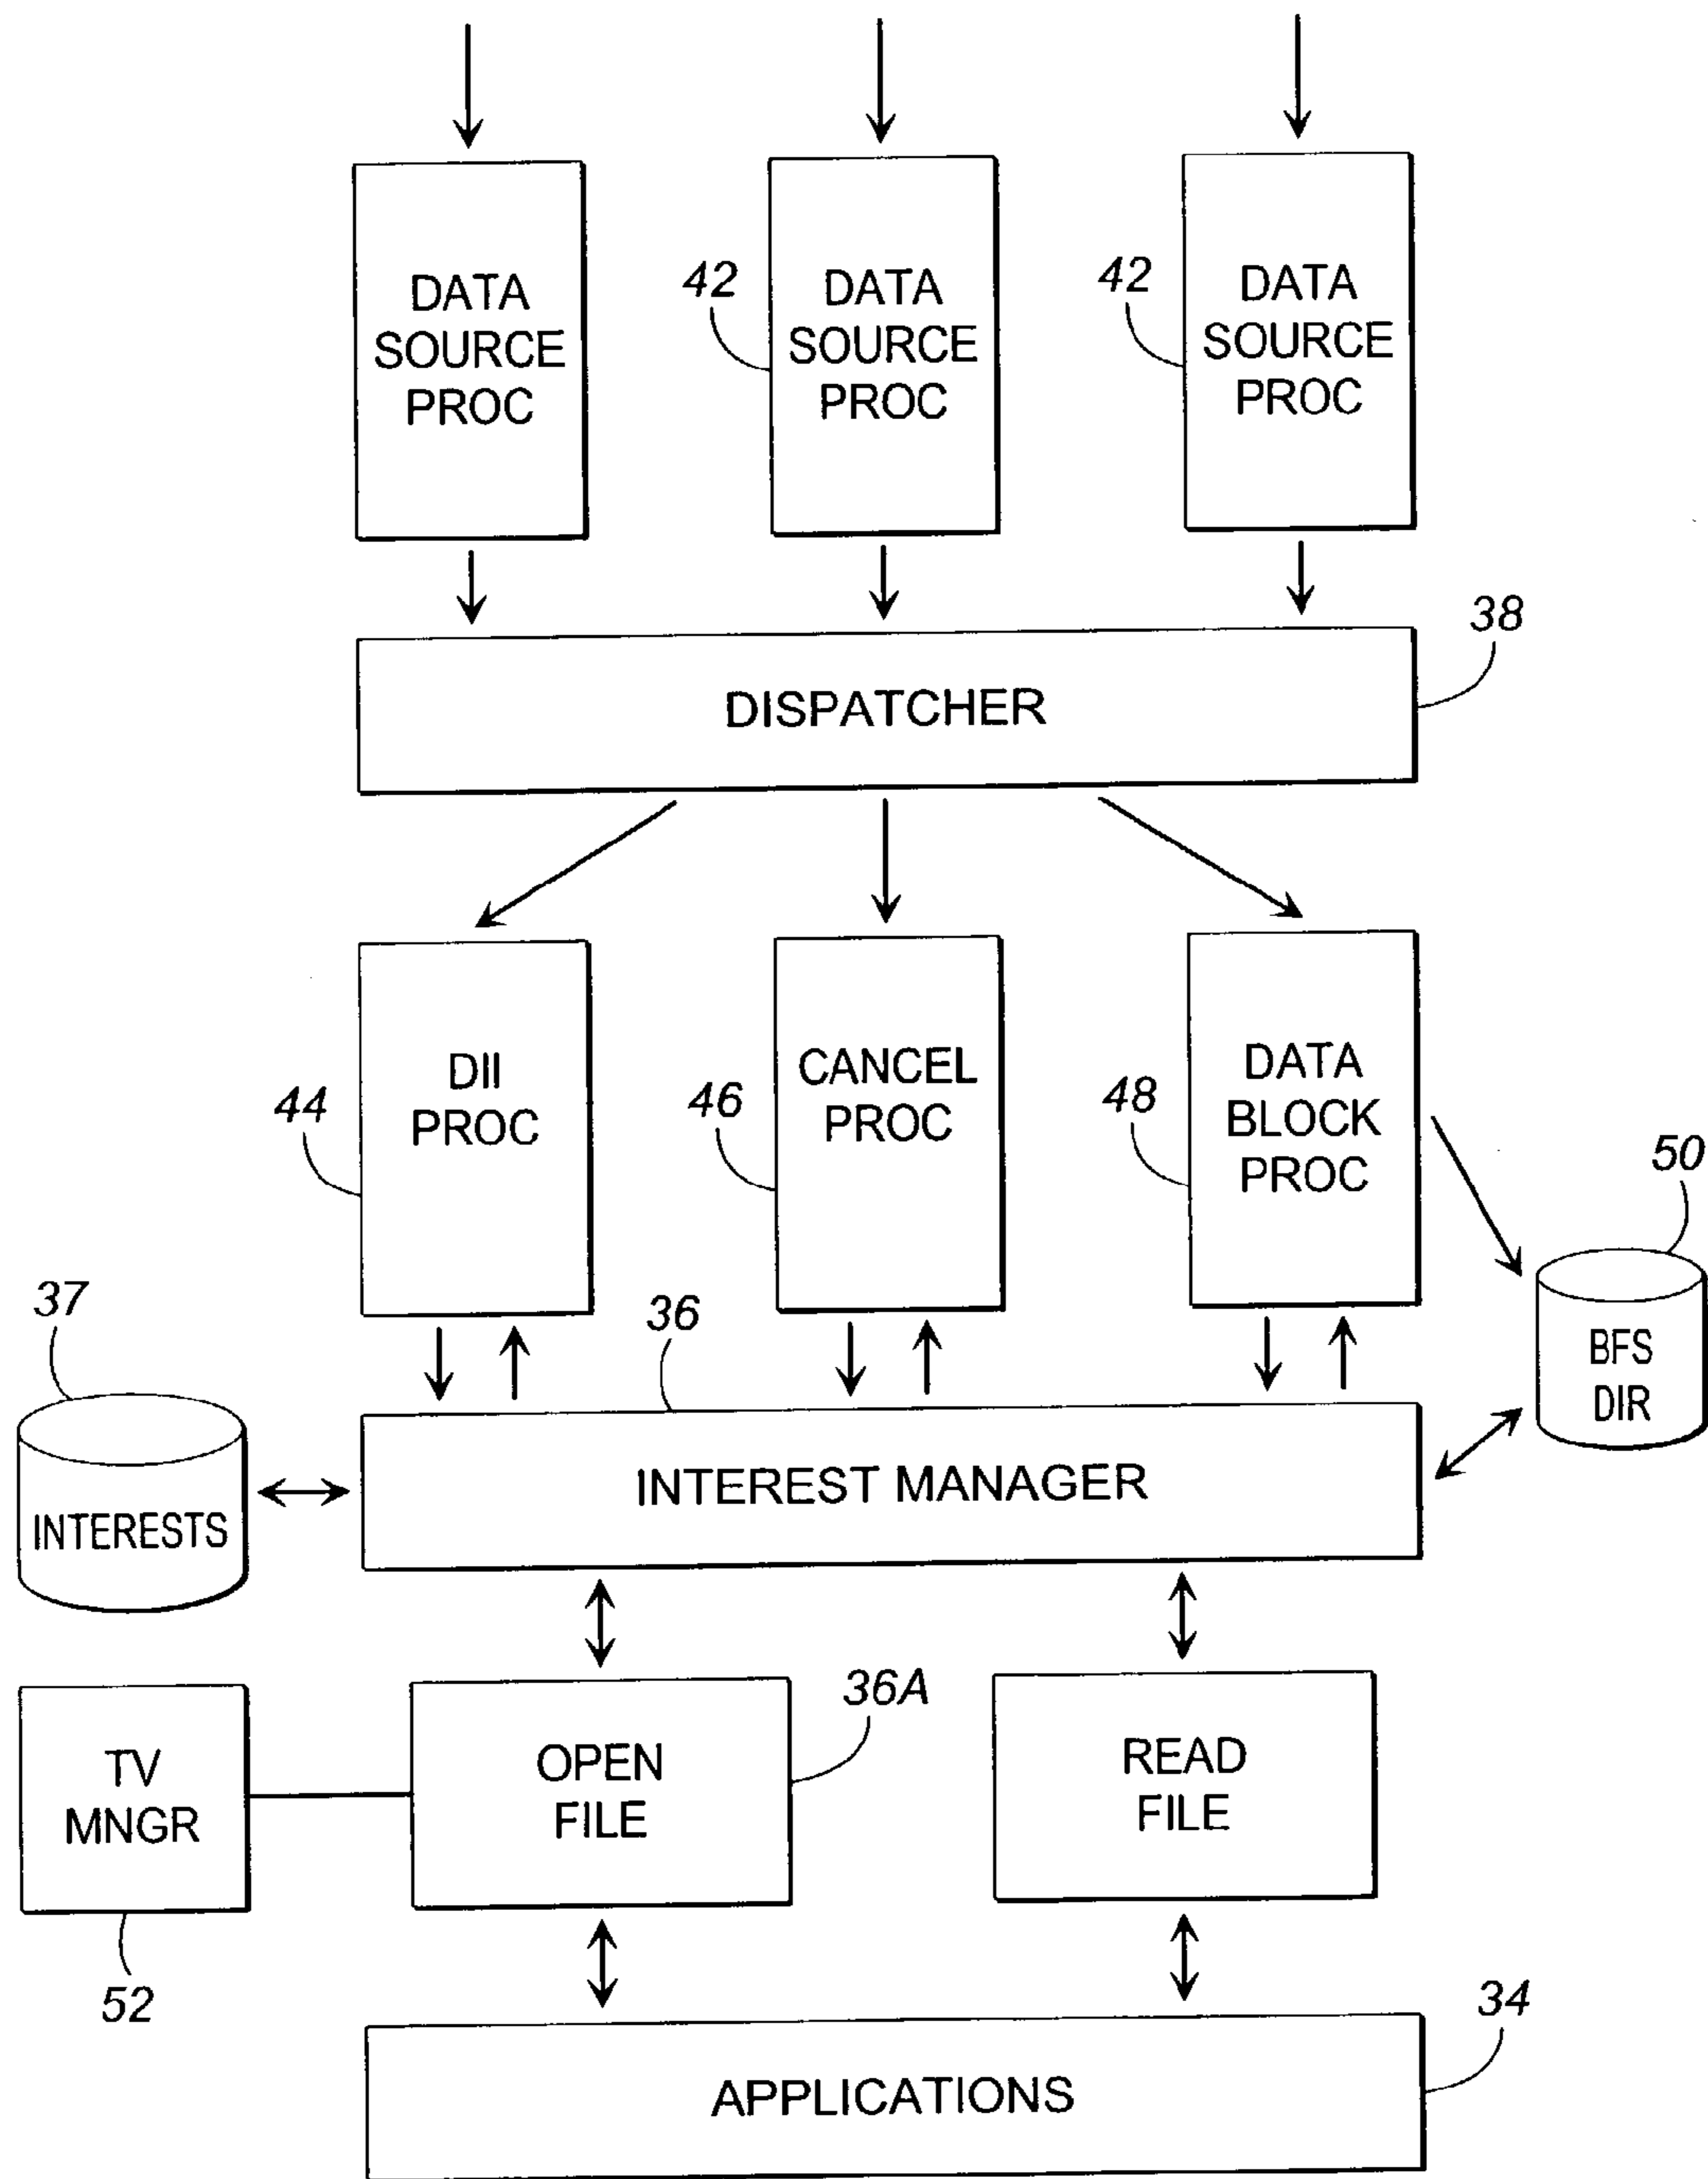 DATA
SOURCE
PROC
42
DATA
SOURCE
PROC
42
DATA
SOURCE
PROC
38
DISPATCHER
44
DII
PROC
46
CANCEL
PROC
48
DATA
BLOCK
PROC
50
BFS
DIR
37
INTERESTS
36
INTEREST MANAGER
TV
MNGR
52
OPEN
FILE
36A
READ
FILE
34
APPLICATIONS